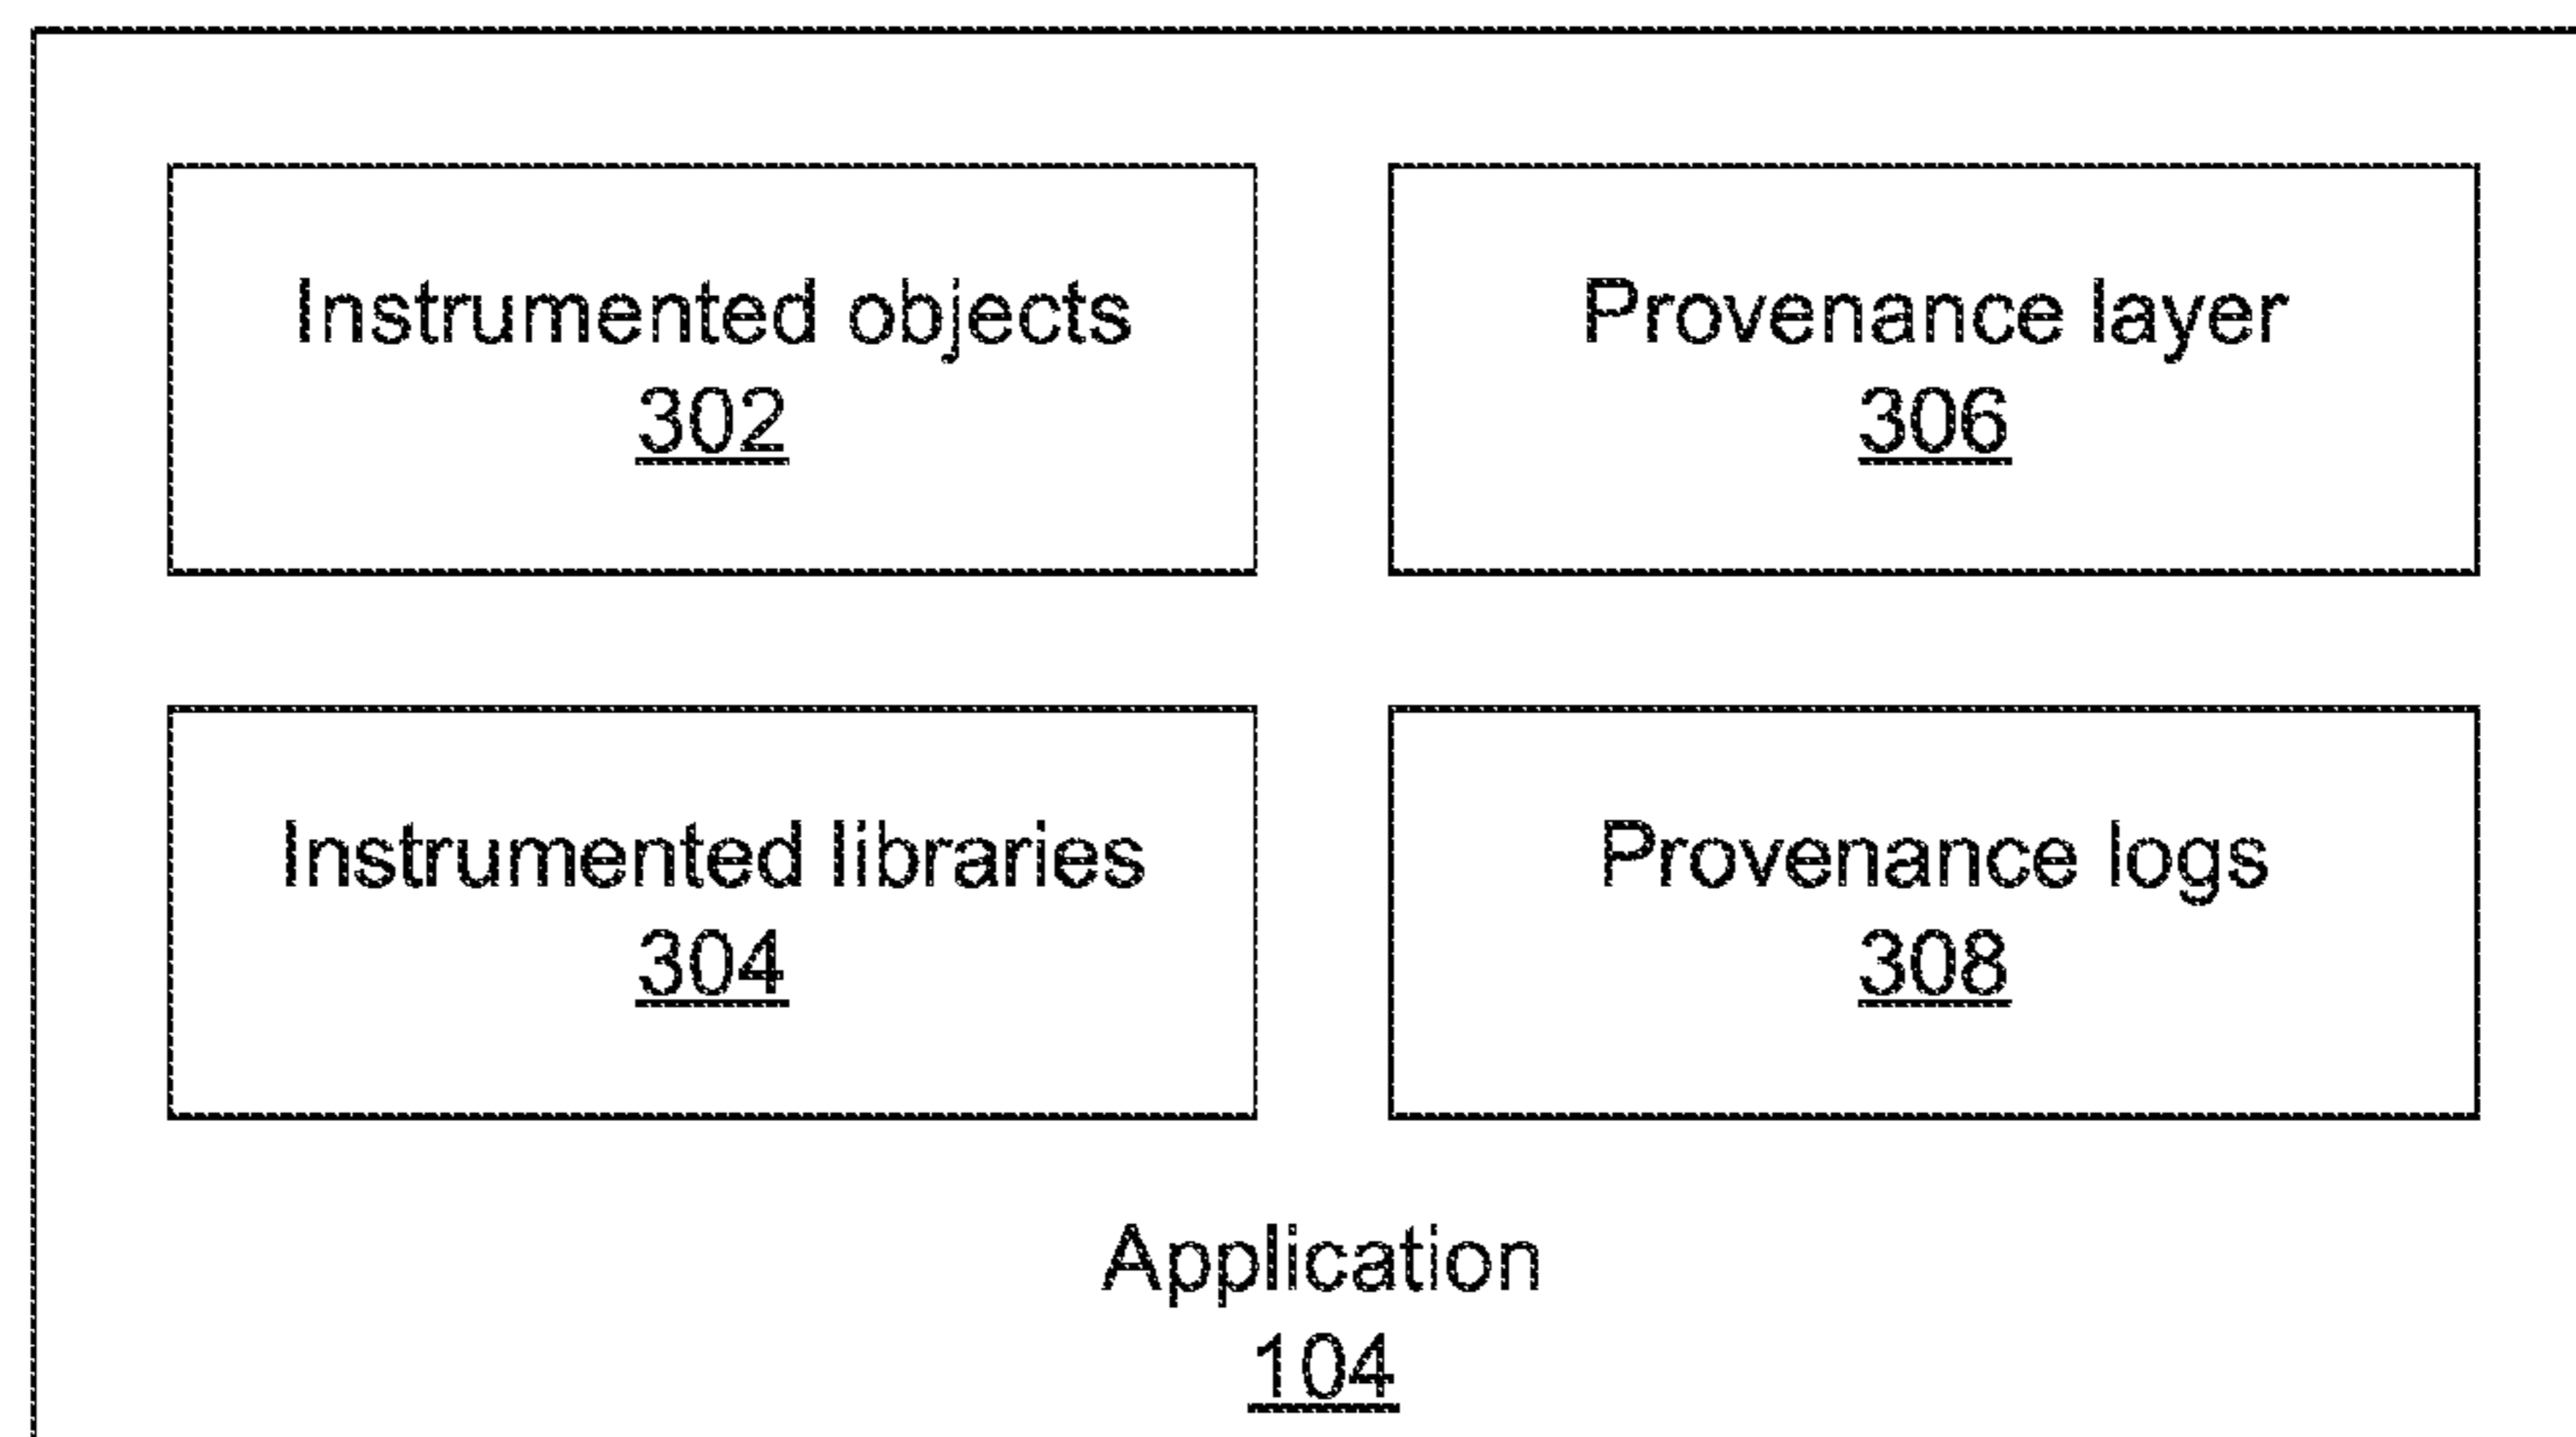 Instrumented objects
302
Provenance layer
306
Instrumented libraries
304
Provenance logs
308
Application
104